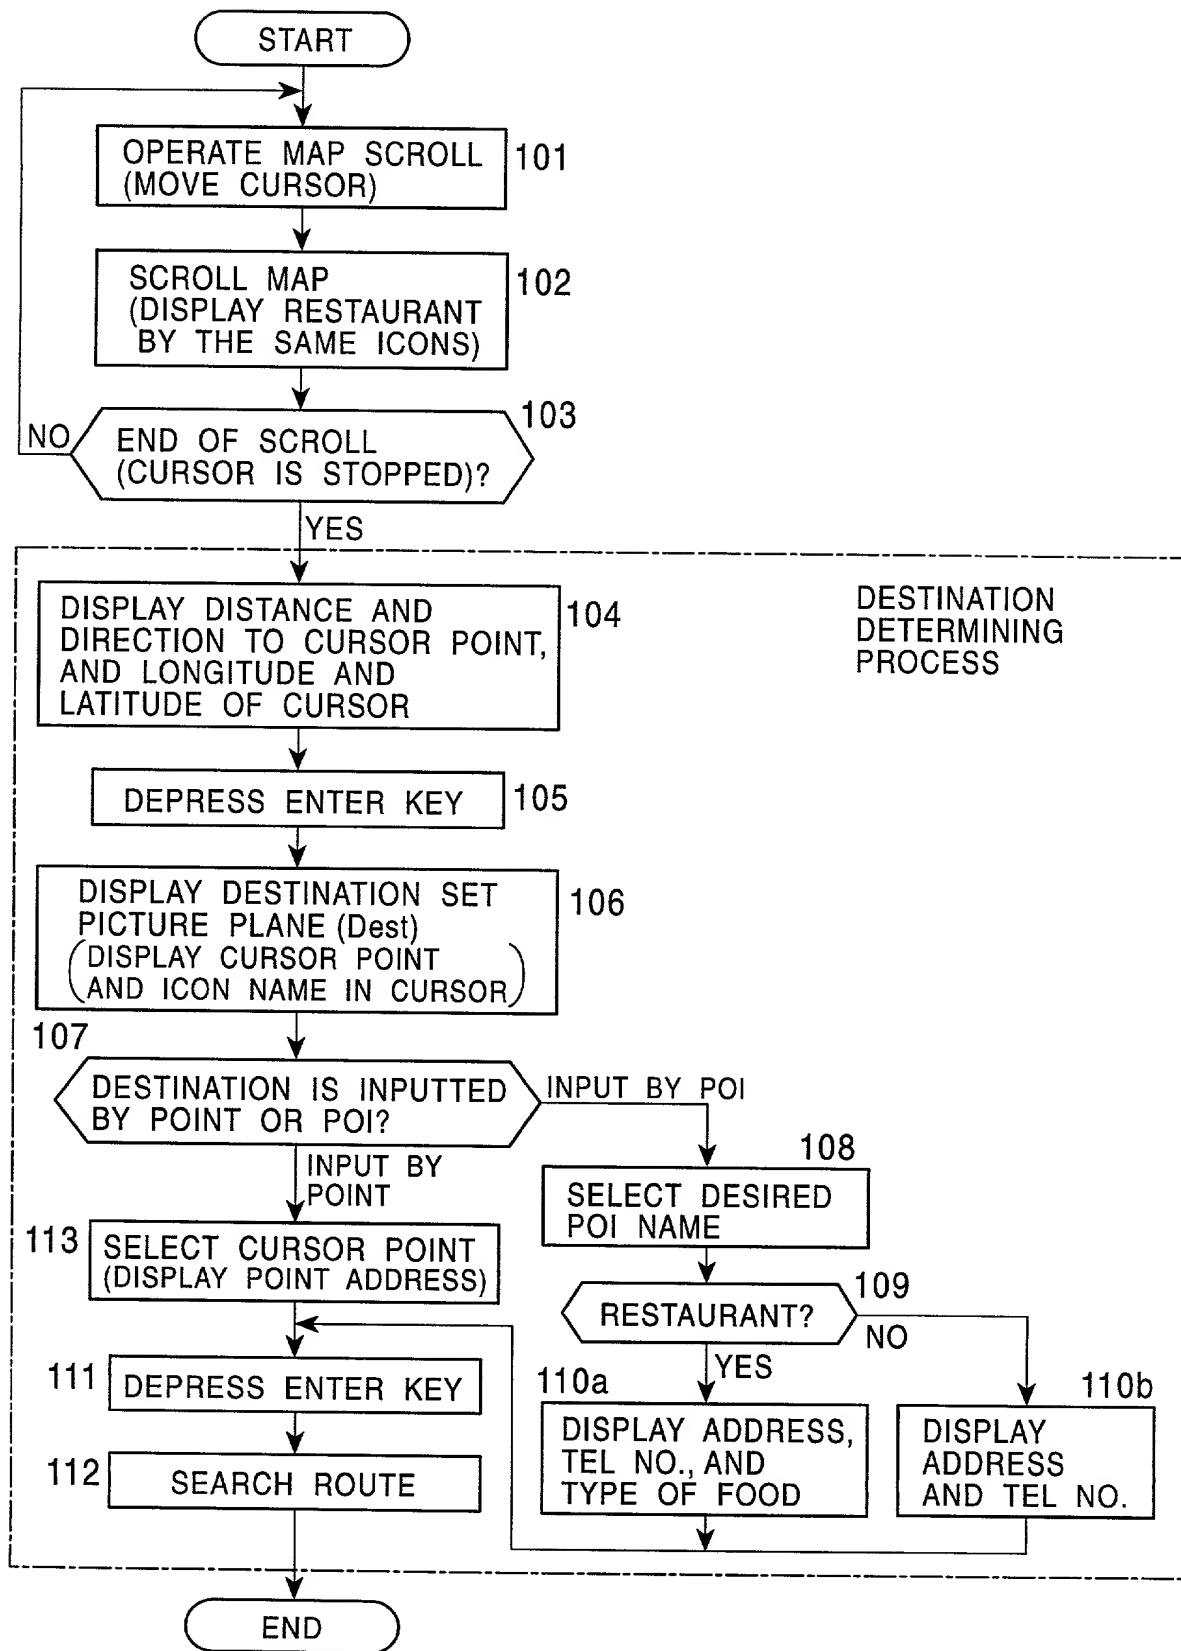 START
OPERATE MAP SCROLL
(MOVE CURSOR)
101
SCROLL MAP
(DISPLAY RESTAURANT
BY THE SAME ICONS)
102
103
NO
END OF SCROLL
(CURSOR IS STOPPED)?
YES
DESTINATION
DETERMINING
PROCESS
DISPLAY DISTANCE AND
DIRECTION TO CURSOR POINT,
AND LONGITUDE AND
LATITUDE OF CURSOR
104
DEPRESS ENTER KEY
105
DISPLAY DESTINATION SET
PICTURE PLANE (Dest)
(DISPLAY CURSOR POINT
AND ICON NAME IN CURSOR)
106
107
DESTINATION IS INPUTTED
BY POINT OR POI?
INPUT BY POI
INPUT BY
POINT
108
SELECT DESIRED
POI NAME
113
SELECT CURSOR POINT
(DISPLAY POINT ADDRESS)
109
RESTAURANT?
NO
YES
111
DEPRESS ENTER KEY
110a
DISPLAY ADDRESS,
TEL NO., AND
TYPE OF FOOD
110b
DISPLAY
ADDRESS
AND TEL NO.
112
SEARCH ROUTE
END